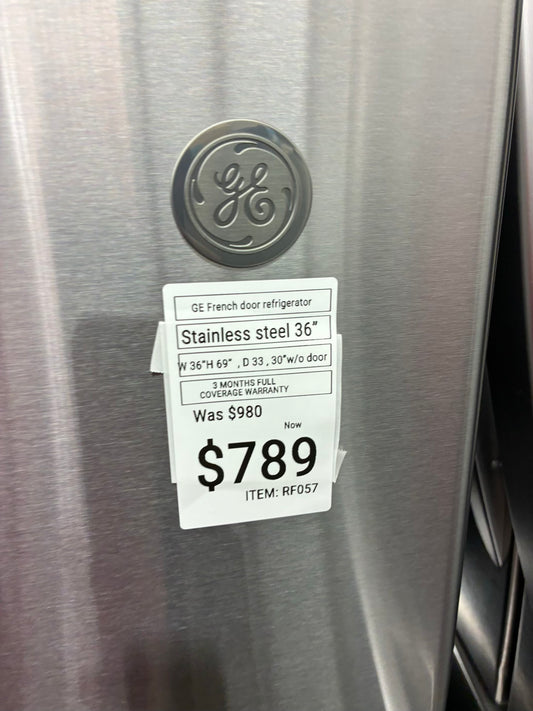 GE
GE French door refrigerator
Stainless steel 36”
W 36”H 69” , D 33 , 30”w/o door
3 MONTHS FULL
COVERAGE WARRANTY
Was $980
Now
$789
ITEM: RF057